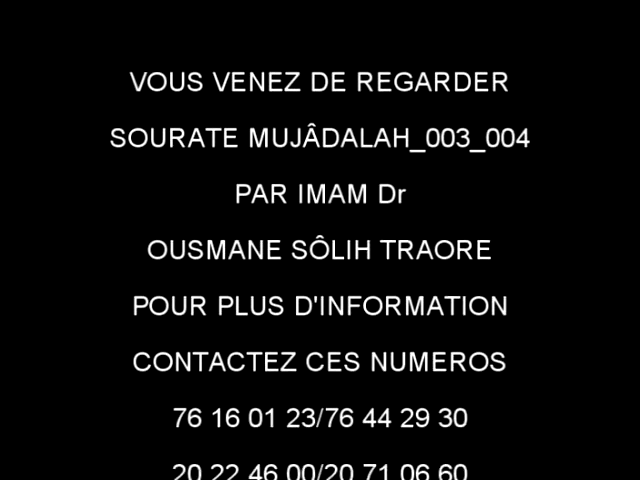 VOUS VENEZ DE REGARDER
SOURATE MUJÂDALAH_003_004
PAR IMAM Dr
OUSMANE SÔLIH TRAORE
POUR PLUS D'INFORMATION
CONTACTEZ CES NUMEROS
76 16 01 23/76 44 29 30
20 22 46 00/20 71 06 60